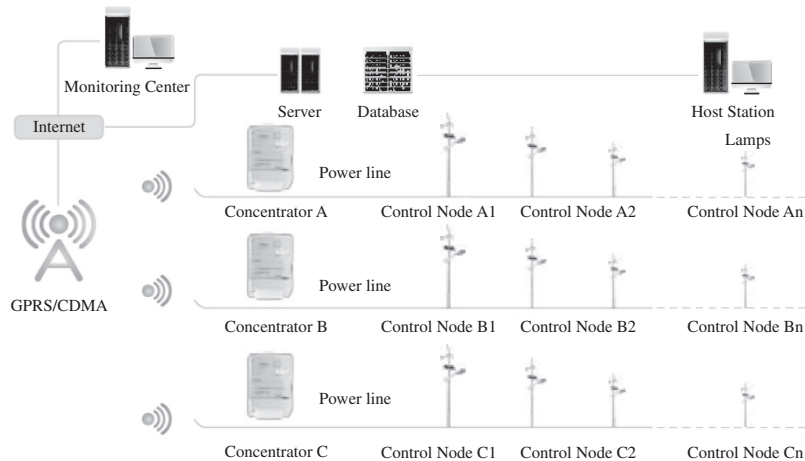 Monitoring Center
Server
Database
Host Station
Internet
Lamps
Power line
Concentrator A
Control Node A1
Control Node A2
Control Node An
GPRS/CDMA
Power line
Concentrator B
Control Node B1
Control Node B2
Control Node Bn
Power line
Concentrator C
Control Node C1
Control Node C2
Control Node Cn